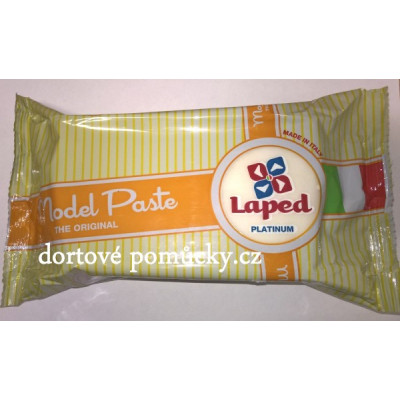 Model Paste
THE ORIGINAL
MADE IN ITALY
Laped
PLATINUM
dortové pomůcky.cz